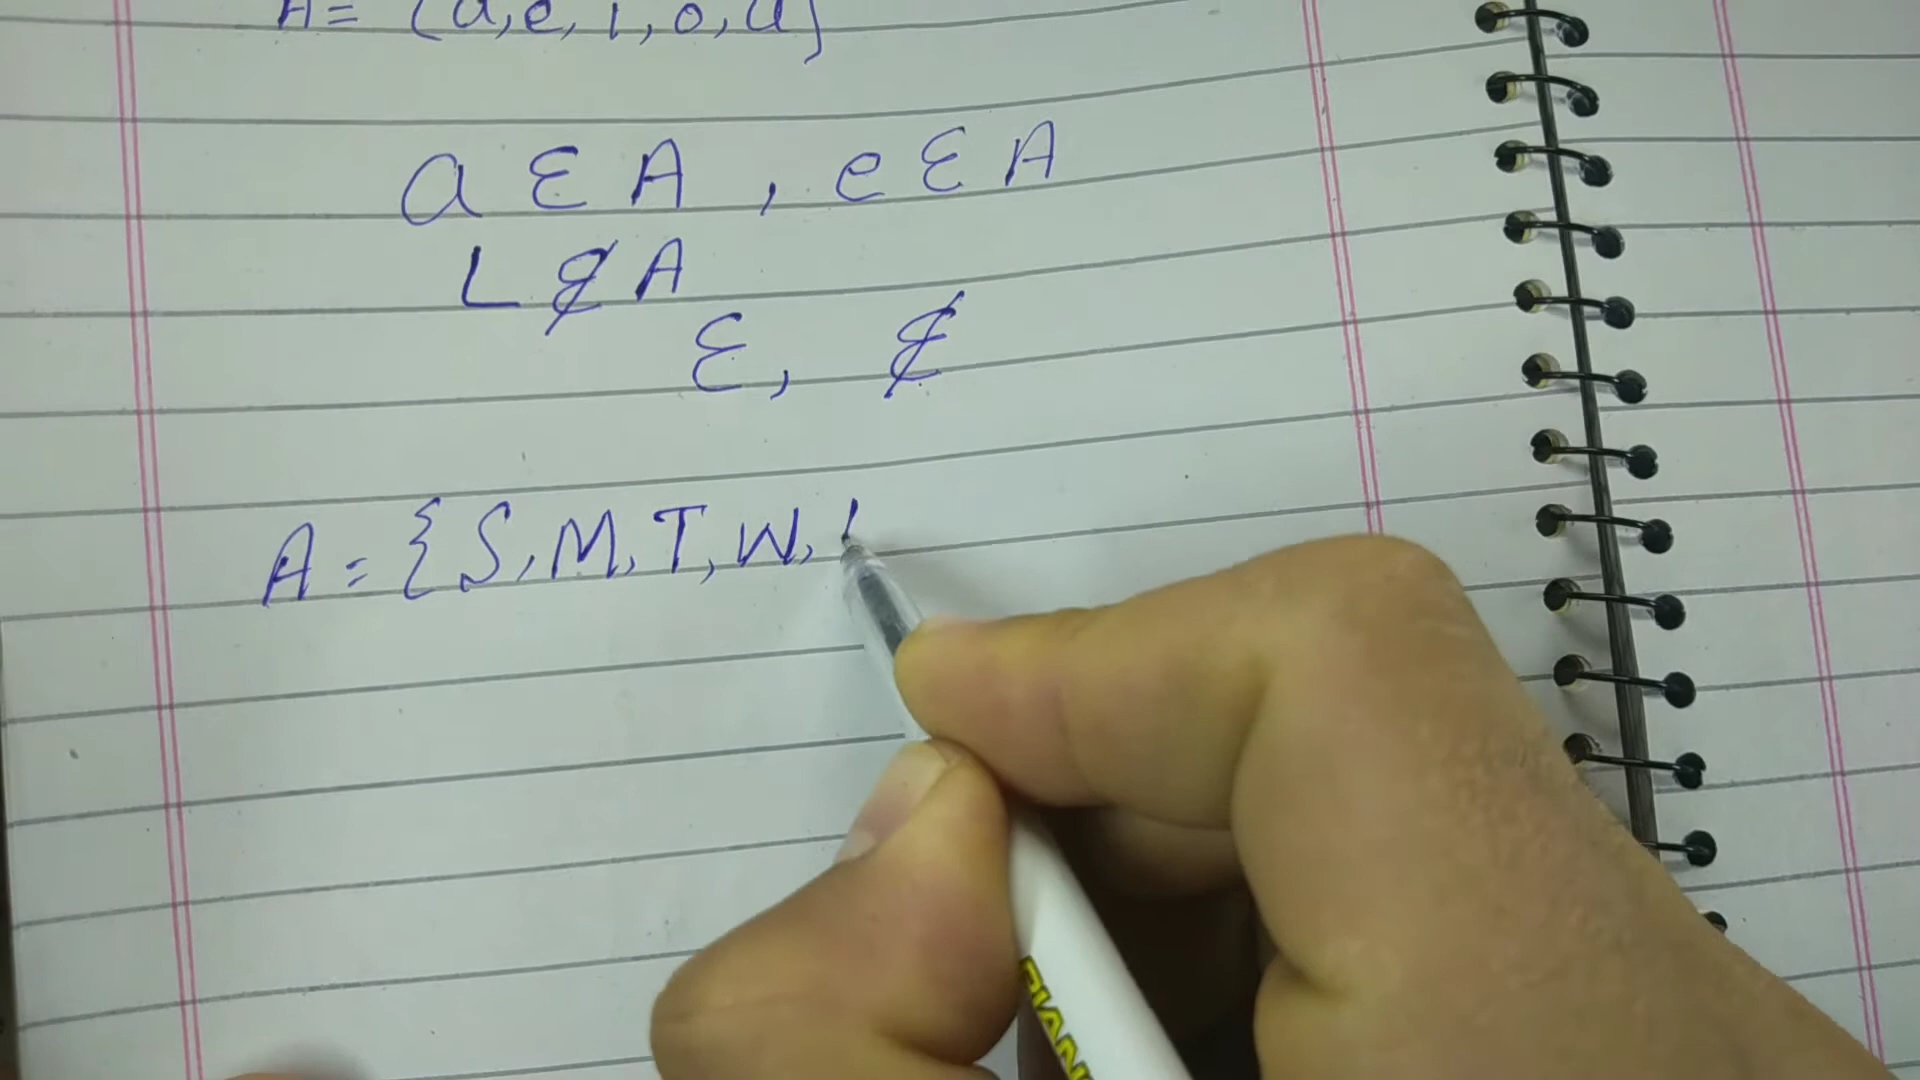 A= {a,e,i,o,u}
a ∈ A , e ∈ A
L ∉ A
∈, ∉
A = {S, M, T, W,